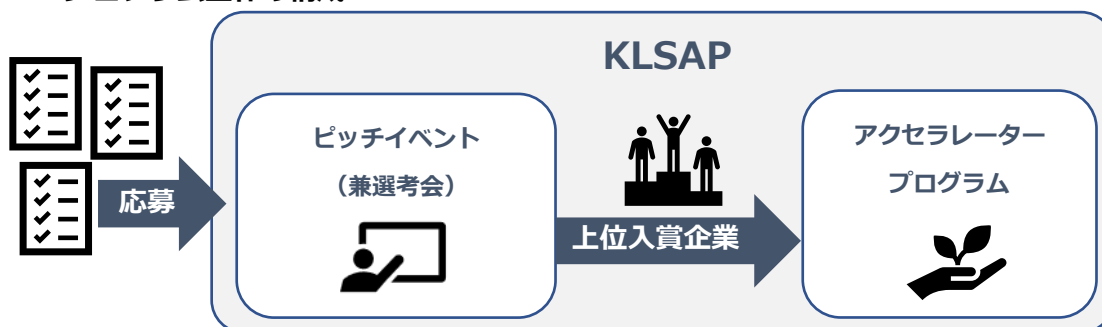 KLSAP
応募
ピッチイベント
（兼選考会）
上位入賞企業
アクセラレーター
プログラム